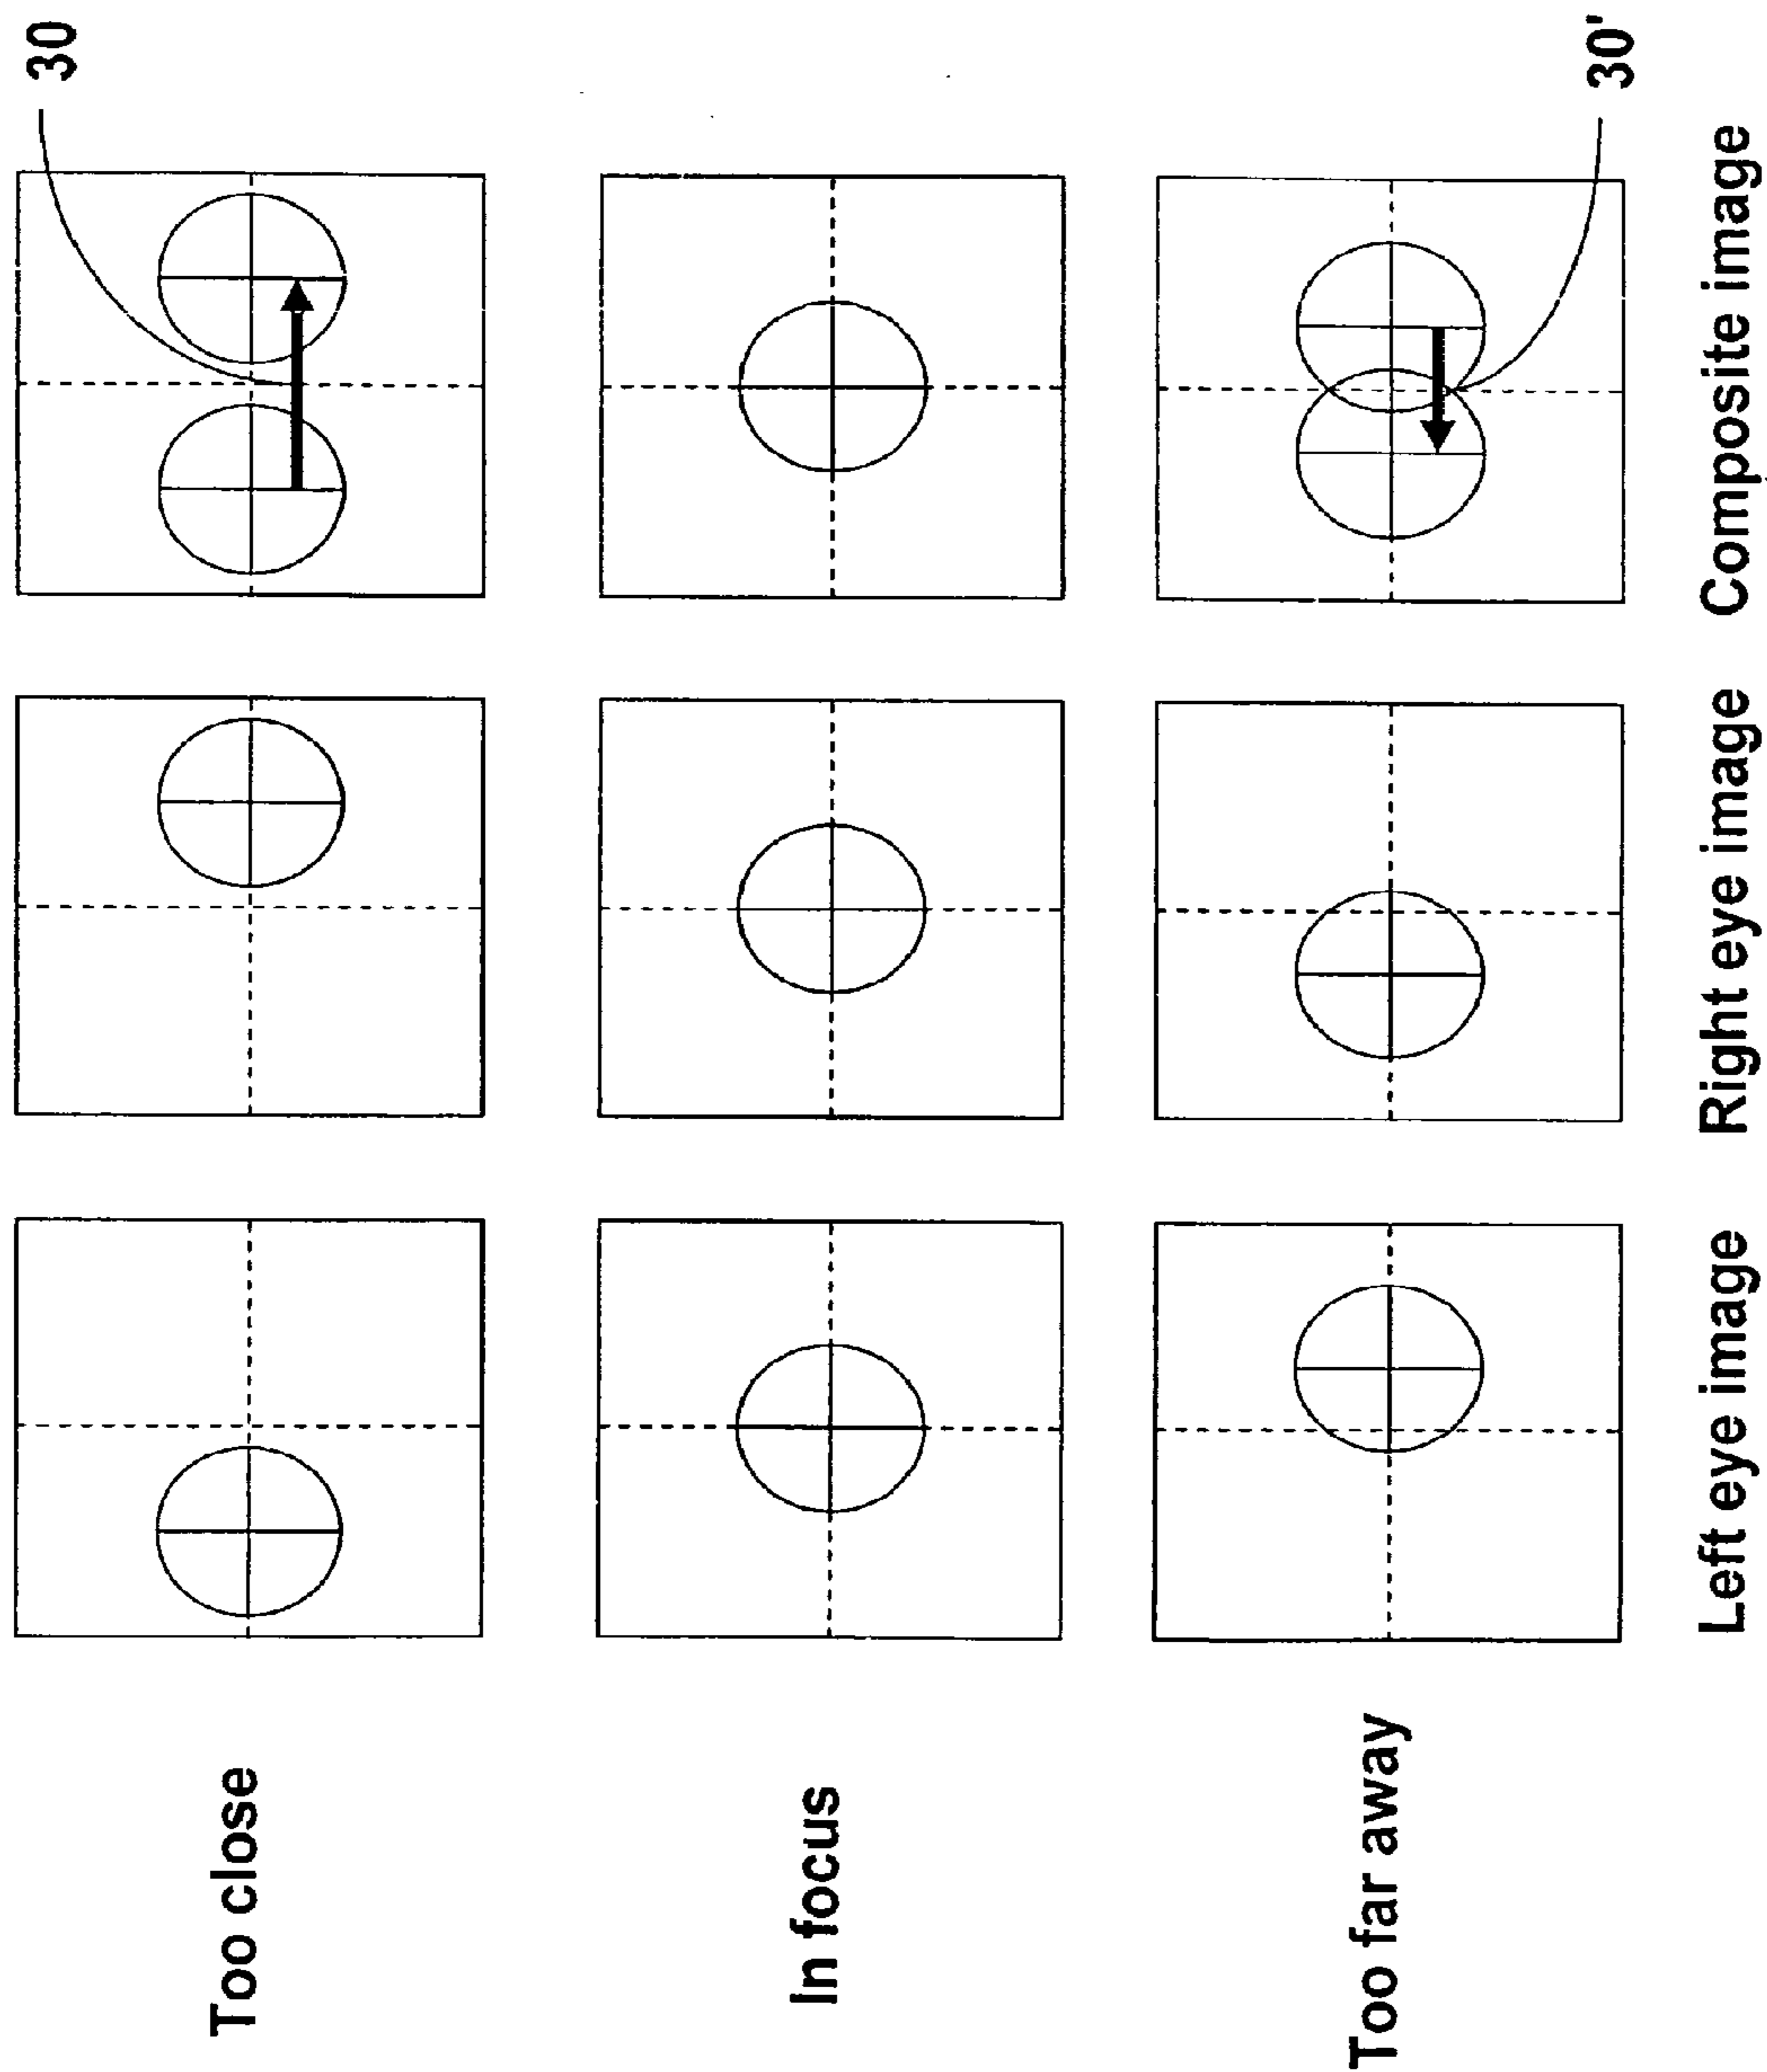 30
Too close
In focus
Too far away
30'
Left eye image Right eye image Composite image